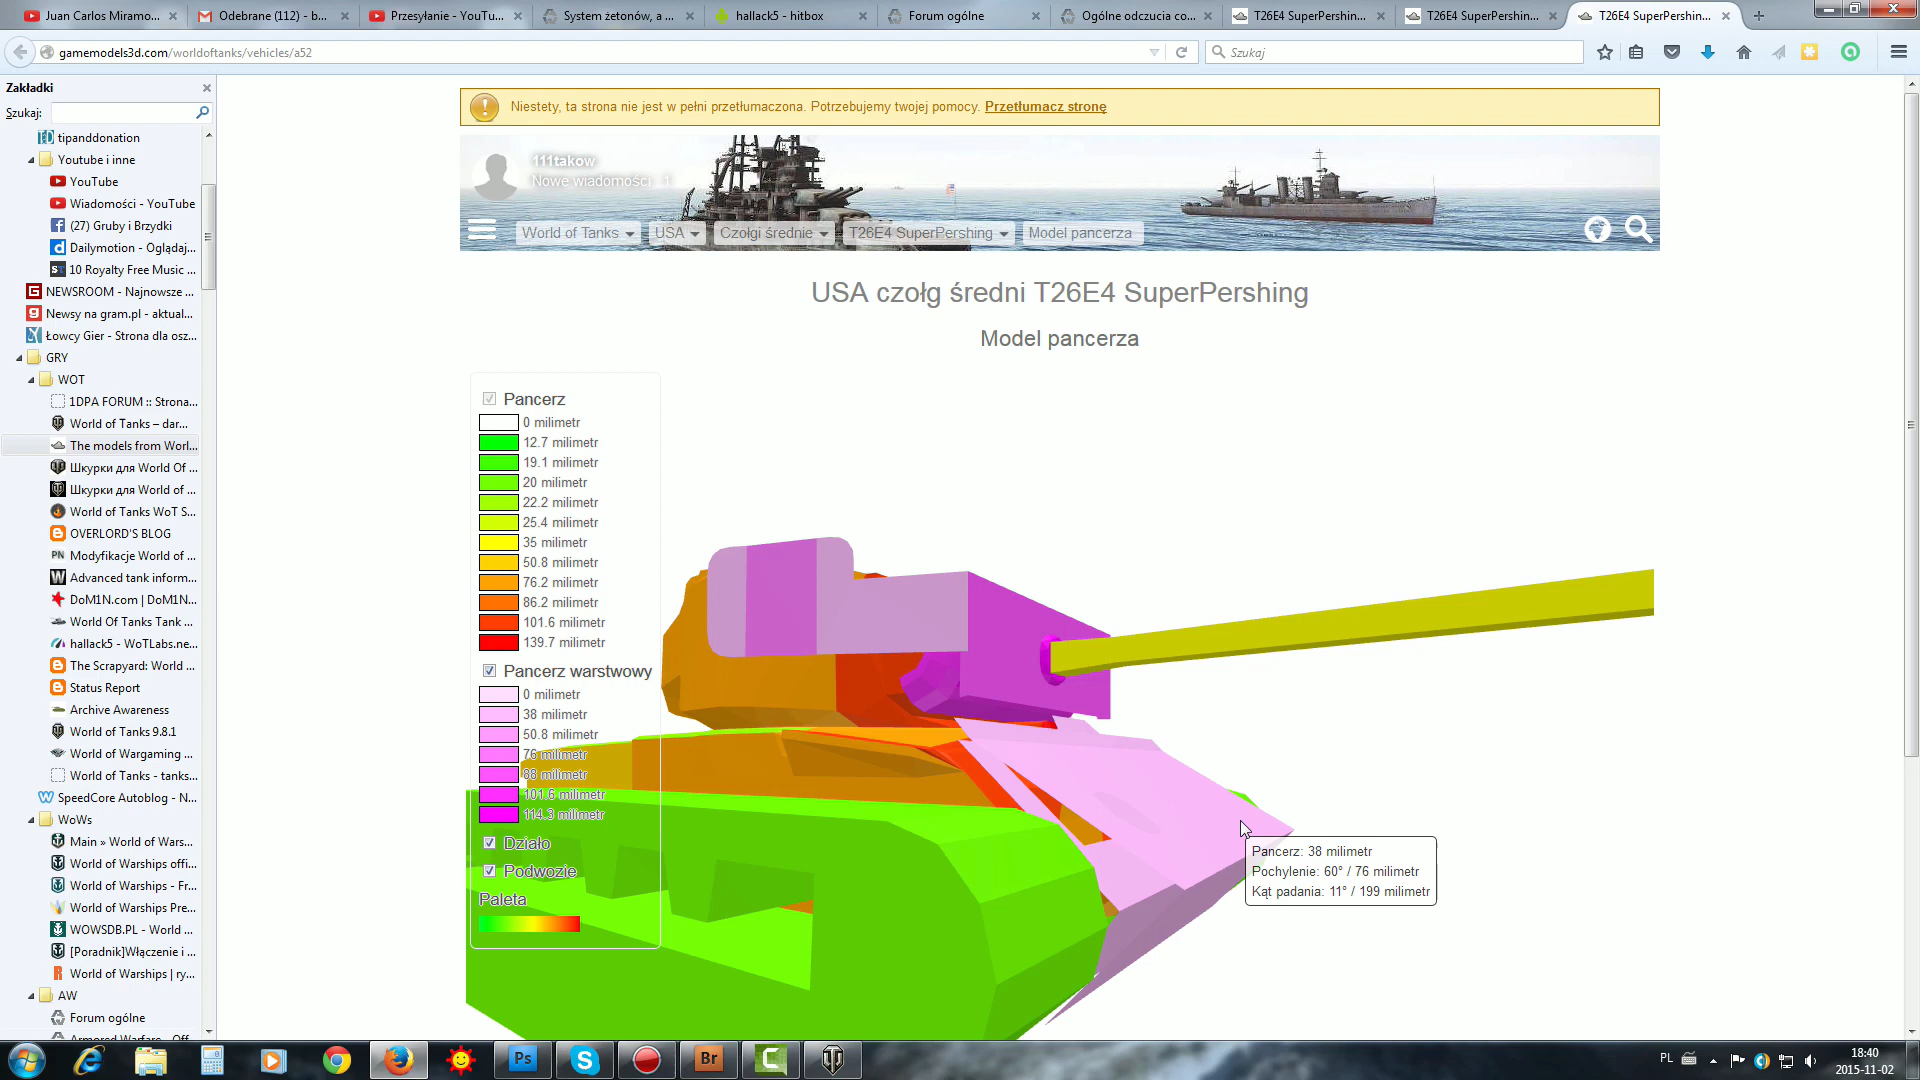 Juan Carlos Miramo...
Odebrane (112) - b...
Przesyłanie - YouTu...
System żetonów, a ...
hallack5 - hitbox
Forum ogólne
Ogólne odczucia co...
T26E4 SuperPershing...
T26E4 SuperPershin...
T26E4 SuperPershin...
gamemodels3d.com/worldoftanks/vehicles/a52
Szukaj
Zakładki
Szukaj:
tipanddonation
Youtube i inne
YouTube
Wiadomości - YouTube
(27) Gruby i Brzydki
Dailymotion - Oglądaj...
10 Royalty Free Music ...
NEWSROOM - Najnowsze ...
Newsy na gram.pl - aktual...
Łowcy Gier - Strona dla osz...
GRY
WOT
1DPA FORUM :: Strona...
World of Tanks – dar...
The models from Worl...
Шкурки для World Of ...
Шкурки для World of ...
World of Tanks WoT S...
OVERLORD'S BLOG
Modyfikacje World of ...
Advanced tank inform...
DoM1N.com | DoM1N...
World Of Tanks Tank ...
hallack5 - WoTLabs.ne...
The Scrapyard: World ...
Status Report
Archive Awareness
World of Tanks 9.8.1
World of Wargaming ...
World of Tanks - tanks...
SpeedCore Autoblog - N...
WoWs
Main » World of Wars...
World of Warships offi...
World of Warships - Fr...
World of Warships Pre...
WOWSDB.PL - World ...
[Poradnik]Włączenie i ...
World of Warships | ry...
AW
Forum ogólne
Armored Warfare - Off...
Niestety, ta strona nie jest w pełni przetłumaczona. Potrzebujemy twojej pomocy. Przetłumacz stronę
111takow
Nowe wiadomości 1
World of Tanks
USA
Czołgi średnie
T26E4 SuperPershing
Model pancerza
USA czołg średni T26E4 SuperPershing
Model pancerza
Pancerz
0 milimetr
12.7 milimetr
19.1 milimetr
20 milimetr
22.2 milimetr
25.4 milimetr
35 milimetr
50.8 milimetr
76.2 milimetr
86.2 milimetr
101.6 milimetr
139.7 milimetr
Pancerz warstwowy
0 milimetr
38 milimetr
50.8 milimetr
76 milimetr
88 milimetr
101.6 milimetr
114.3 milimetr
Działo
Podwozie
Paleta
Pancerz: 38 milimetr
Pochylenie: 60° / 76 milimetr
Kąt padania: 11° / 199 milimetr
Ps
Br
PL
18:40
2015-11-02